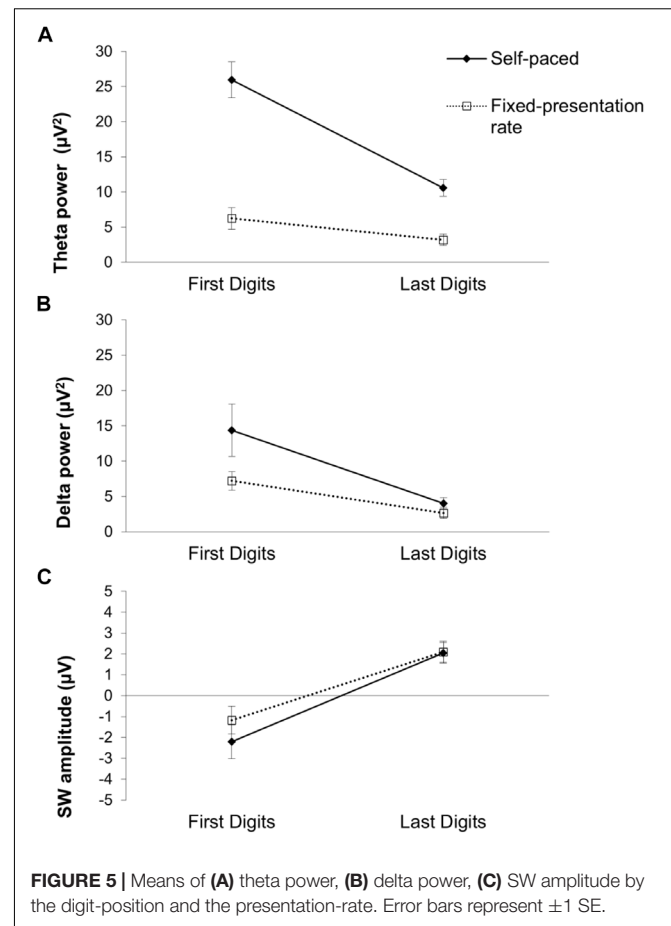 A
Theta power (µV²)
30
25
20
15
10
5
0
First Digits
Last Digits
Self-paced
Fixed-presentation
rate
B
Delta power (µV²)
30
25
20
15
10
5
0
First Digits
Last Digits
C
SW amplitude (µV)
5
4
3
2
1
0
-1
-2
-3
-4
-5
First Digits
Last Digits
FIGURE 5 | Means of (A) theta power, (B) delta power, (C) SW amplitude by
the digit-position and the presentation-rate. Error bars represent ±1 SE.